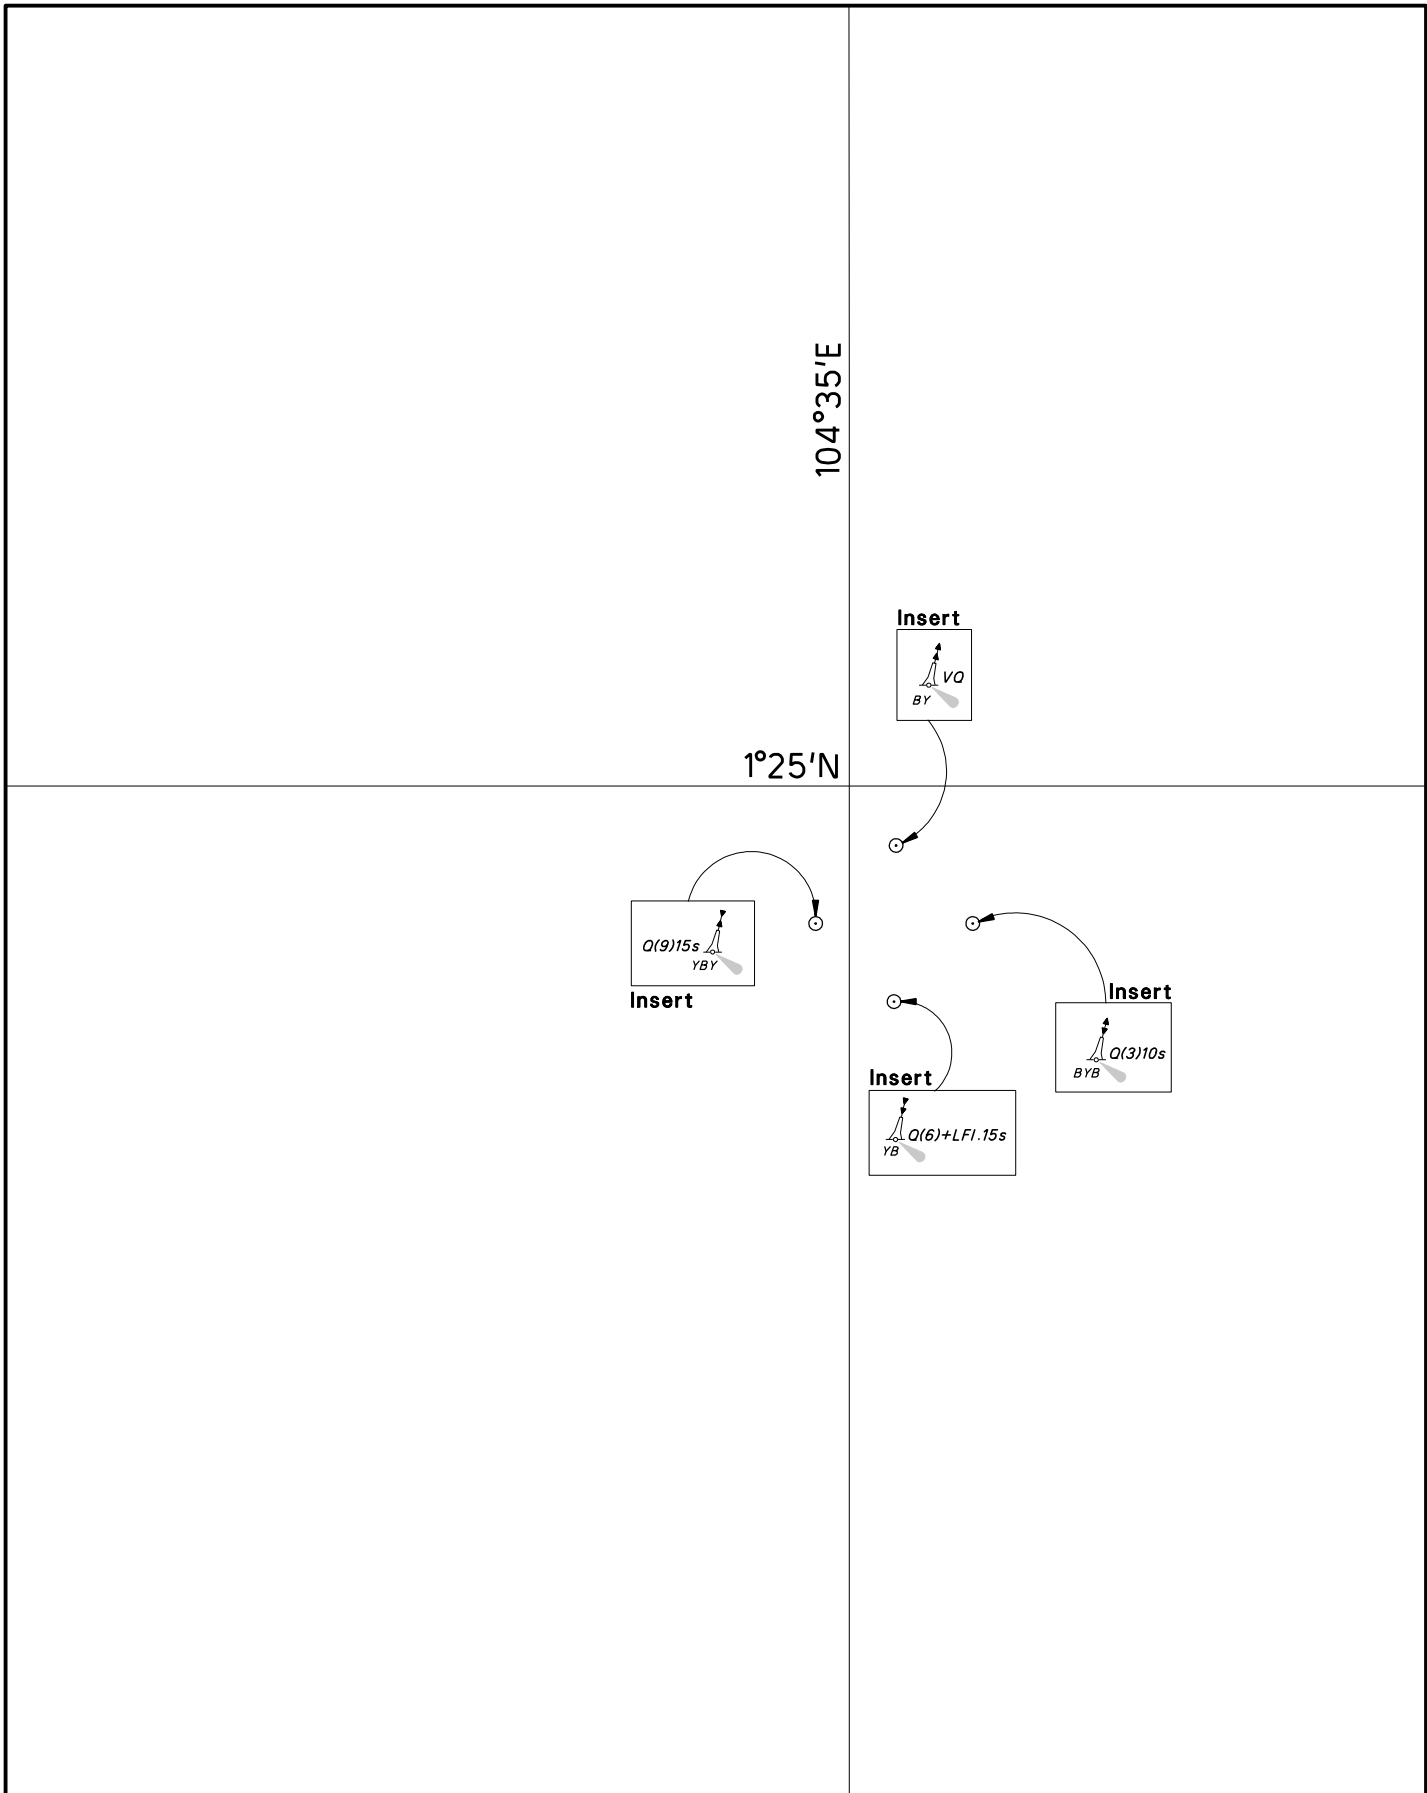 104°35'E
Insert
VQ
BY
1°25'N
Q(9)15s
YBY
Insert
Insert
Q(3)10s
BYB
Insert
Q(6)+LFl.15s
YB